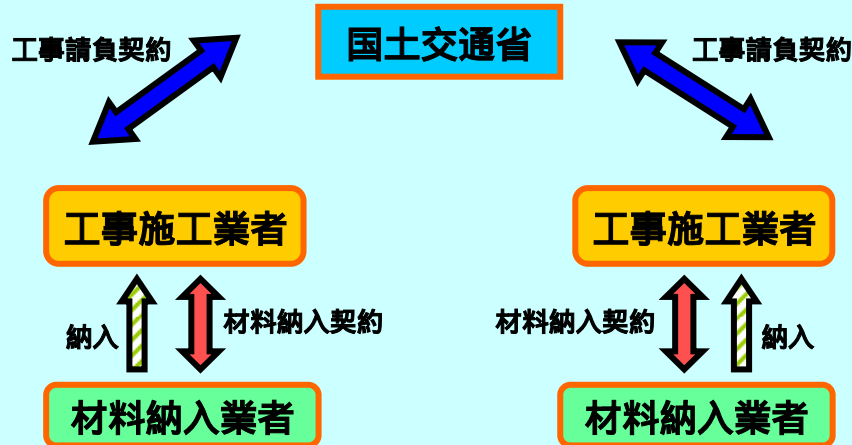 国土交通省
工事請負契約
工事請負契約
工事施工業者
工事施工業者
納入
材料納入契約
材料納入契約
納入
材料納入業者
材料納入業者